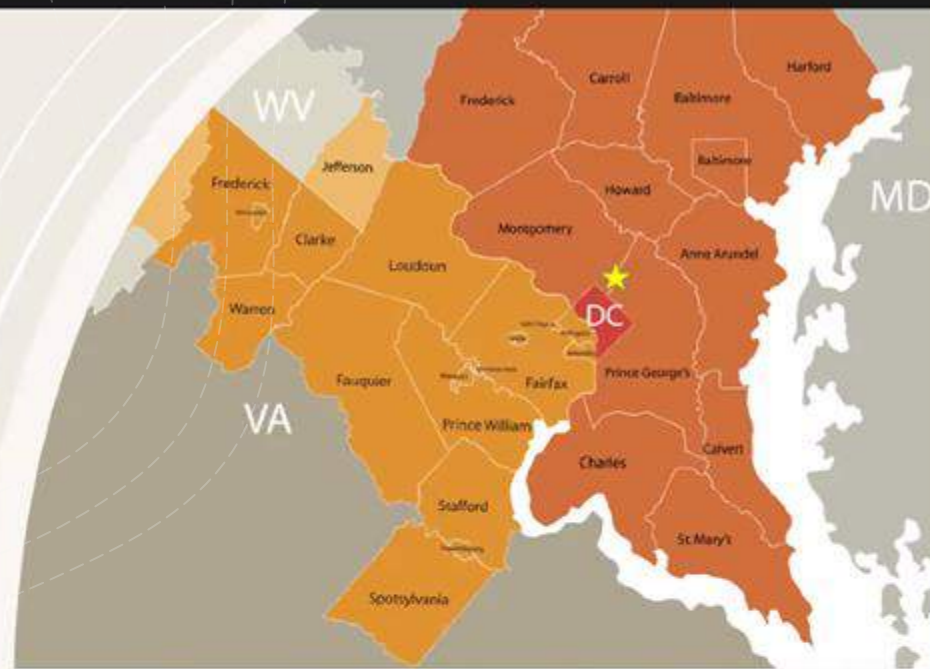 Harford
Carroll
Frederick
Baltimore
WV
Baltimore
Jefferson
Frederick
Howard
MD
Montgomery
Clarke
Anne Arundel
Loudoun
Warren
DC
Prince George's
Fauquier
Fairfax
VA
Prince William
Calvert
Charles
Stafford
St. Mary's
Spotsylvania